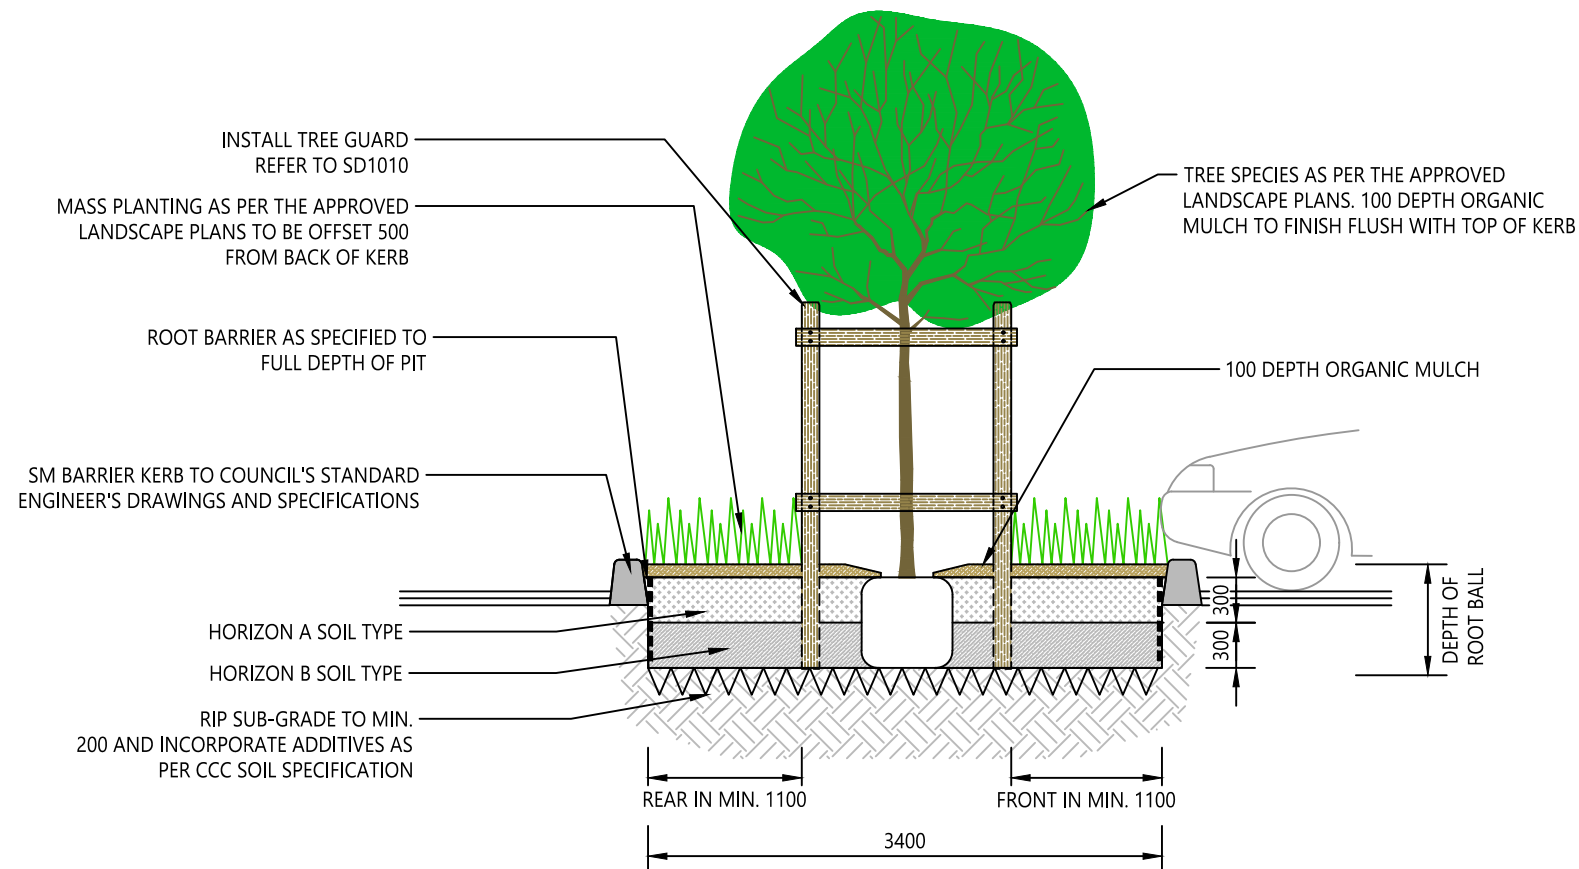 INSTALL TREE GUARD
REFER TO SD1010
MASS PLANTING AS PER THE APPROVED
LANDSCAPE PLANS TO BE OFFSET 500
FROM BACK OF KERB
ROOT BARRIER AS SPECIFIED TO
FULL DEPTH OF PIT
SM BARRIER KERB TO COUNCIL'S STANDARD
ENGINEER'S DRAWINGS AND SPECIFICATIONS
HORIZON A SOIL TYPE
HORIZON B SOIL TYPE
RIP SUB-GRADE TO MIN.
200 AND INCORPORATE ADDITIVES AS
PER CCC SOIL SPECIFICATION
TREE SPECIES AS PER THE APPROVED
LANDSCAPE PLANS. 100 DEPTH ORGANIC
MULCH TO FINISH FLUSH WITH TOP OF KERB
100 DEPTH ORGANIC MULCH
300
300
DEPTH OF
ROOT BALL
REAR IN MIN. 1100
FRONT IN MIN. 1100
3400